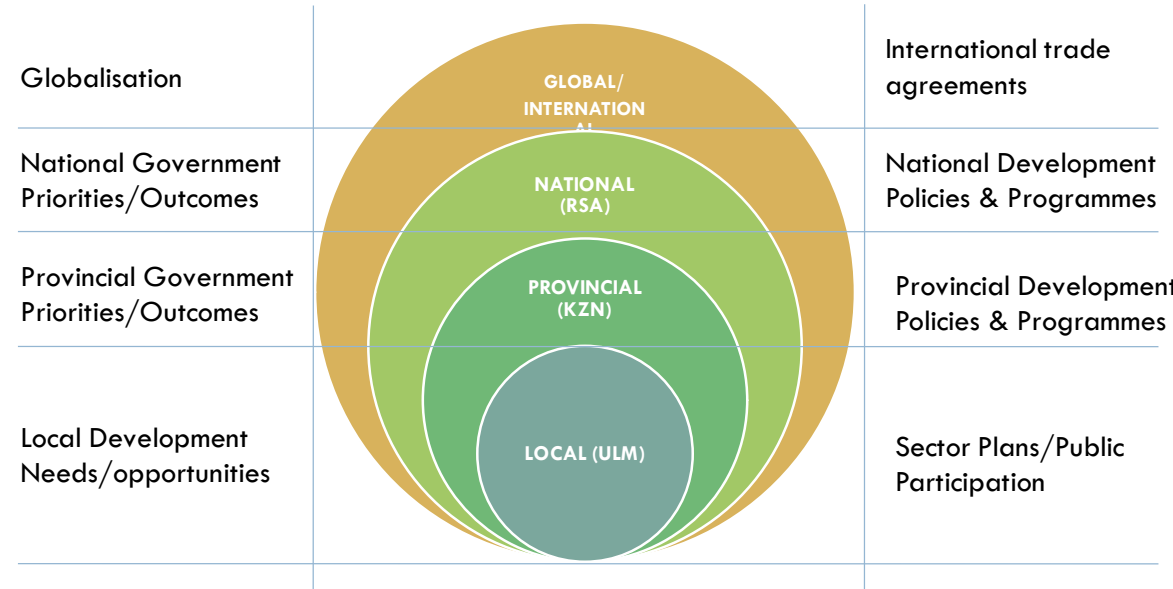 Globalisation
GLOBAL/
INTERNATION
AL
International trade
agreements
National Government
Priorities/Outcomes
NATIONAL
(RSA)
National Development
Policies & Programmes
Provincial Government
Priorities/Outcomes
PROVINCIAL
(KZN)
Provincial Development
Policies & Programmes
Local Development
Needs/opportunities
LOCAL (ULM)
Sector Plans/Public
Participation